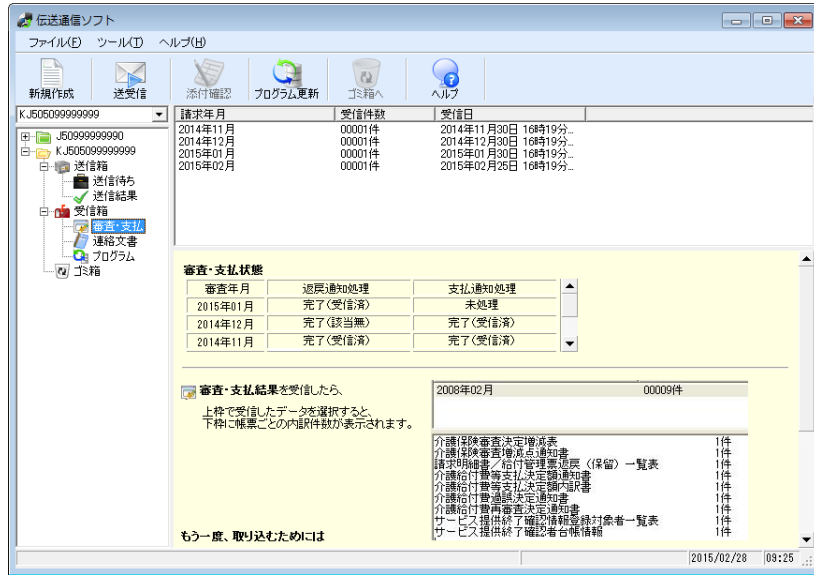 伝送通信ソフト
ファイル(F) ツール(T) ヘルプ(H)
新規作成 送受信 添付確認 プログラム更新 ゴミ箱へ ヘルプ
KJ505099999999
J50999999990
KJ505099999999
送信箱
送信待ち
送信結果
受信箱
審査・支払
連絡文書
プログラム
ゴミ箱
請求年月 受信件数 受信日
2014年11月 00001件 2014年11月30日 16時19分...
2014年12月 00001件 2014年12月30日 16時19分...
2015年01月 00001件 2015年01月30日 16時19分...
2015年02月 00001件 2015年02月25日 16時19分...
審査・支払状態
審査年月 返戻通知処理 支払通知処理
2015年01月 完了(受信済) 未処理
2014年12月 完了(該当無) 完了(受信済)
2014年11月 完了(受信済) 完了(受信済)
審査・支払結果を受信したら、
上枠で受信したデータを選択すると、
下枠に帳票ごとの内訳件数が表示されます。
2008年02月 00009件
介護保険審査決定増減表 1件
介護保険審査増減点通知書 1件
請求明細書/給付管理票返戻(保留)一覧表 1件
介護給付費等支払決定額通知書 1件
介護給付費等支払決定額内訳書 1件
介護給付費過誤決定通知書 1件
介護給付費再審査決定通知書 1件
サービス提供終了確認情報登録対象者一覧表 1件
サービス提供終了確認者台帳情報 1件
もう一度、取り込むためには
2015/02/28 09:25